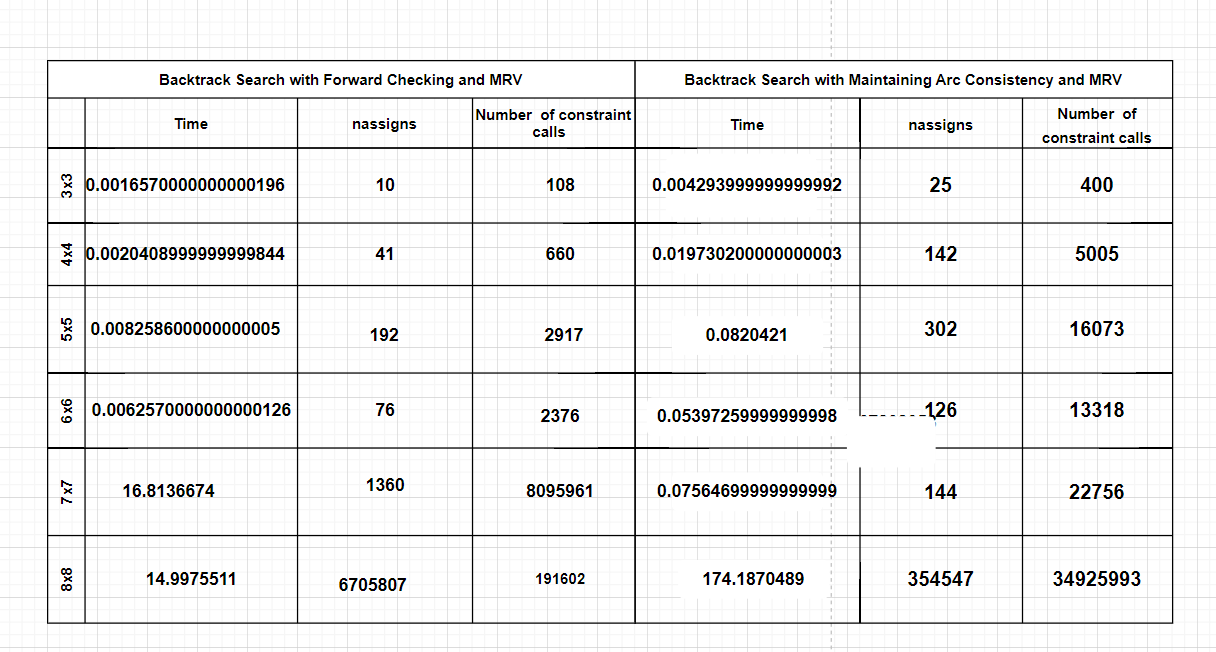 Backtrack Search with Forward Checking and MRV Backtrack Search with Maintaining Arc Consistency and MRV
Time nassigns Number of constraint calls Time nassigns Number of constraint calls
3x3 0.0016570000000000196 10 108 0.004293999999999992 25 400
4x4 0.0020408999999999844 41 660 0.019730200000000003 142 5005
5x5 0.008258600000000005 192 2917 0.0820421 302 16073
6x6 0.0062570000000000126 76 2376 0.05397259999999998 126 13318
7x7 16.8136674 1360 8095961 0.07564699999999999 144 22756
8x8 14.9975511 6705807 191602 174.1870489 354547 34925993